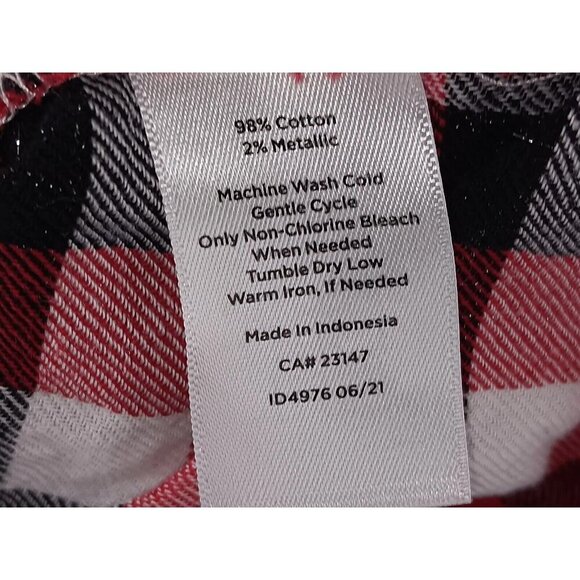 98% Cotton
2% Metallic
Machine Wash Cold
Gentle Cycle
Only Non-Chlorine Bleach
When Needed
Tumble Dry Low
Warm Iron, If Needed
Made In Indonesia
CA# 23147
ID4976 06/21